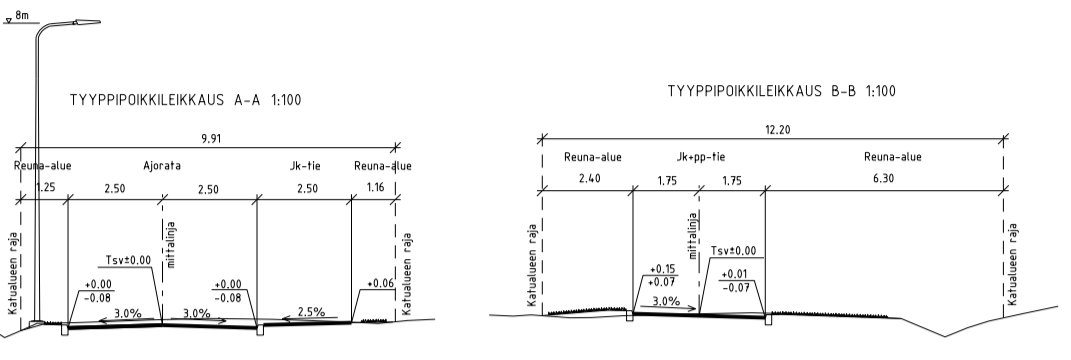 8m
TYYPPIPOIKKILEIKKAUS A-A 1:100
9.91
Reuna-alue Ajorata Jk-tie Reuna-alue
1.25 2.50 2.50 2.50 1.16
Katualueen raja
mittalinja
Katualueen raja
Tsv±0.00
+0.00
-0.08
+0.00
-0.08
+0.06
3.0% 3.0% 2.5%
TYYPPIPOIKKILEIKKAUS B-B 1:100
12.20
Reuna-alue Jk+pp-tie Reuna-alue
2.40 1.75 1.75 6.30
Katualueen raja
mittalinja
Katualueen raja
Tsv±0.00
+0.15
+0.07
+0.01
-0.07
3.0%